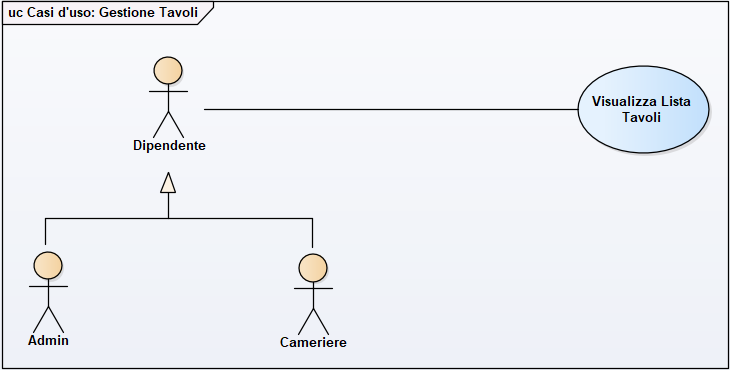 uc Casi d'uso: Gestione Tavoli
Visualizza Lista
Tavoli
Dipendente
Admin
Cameriere